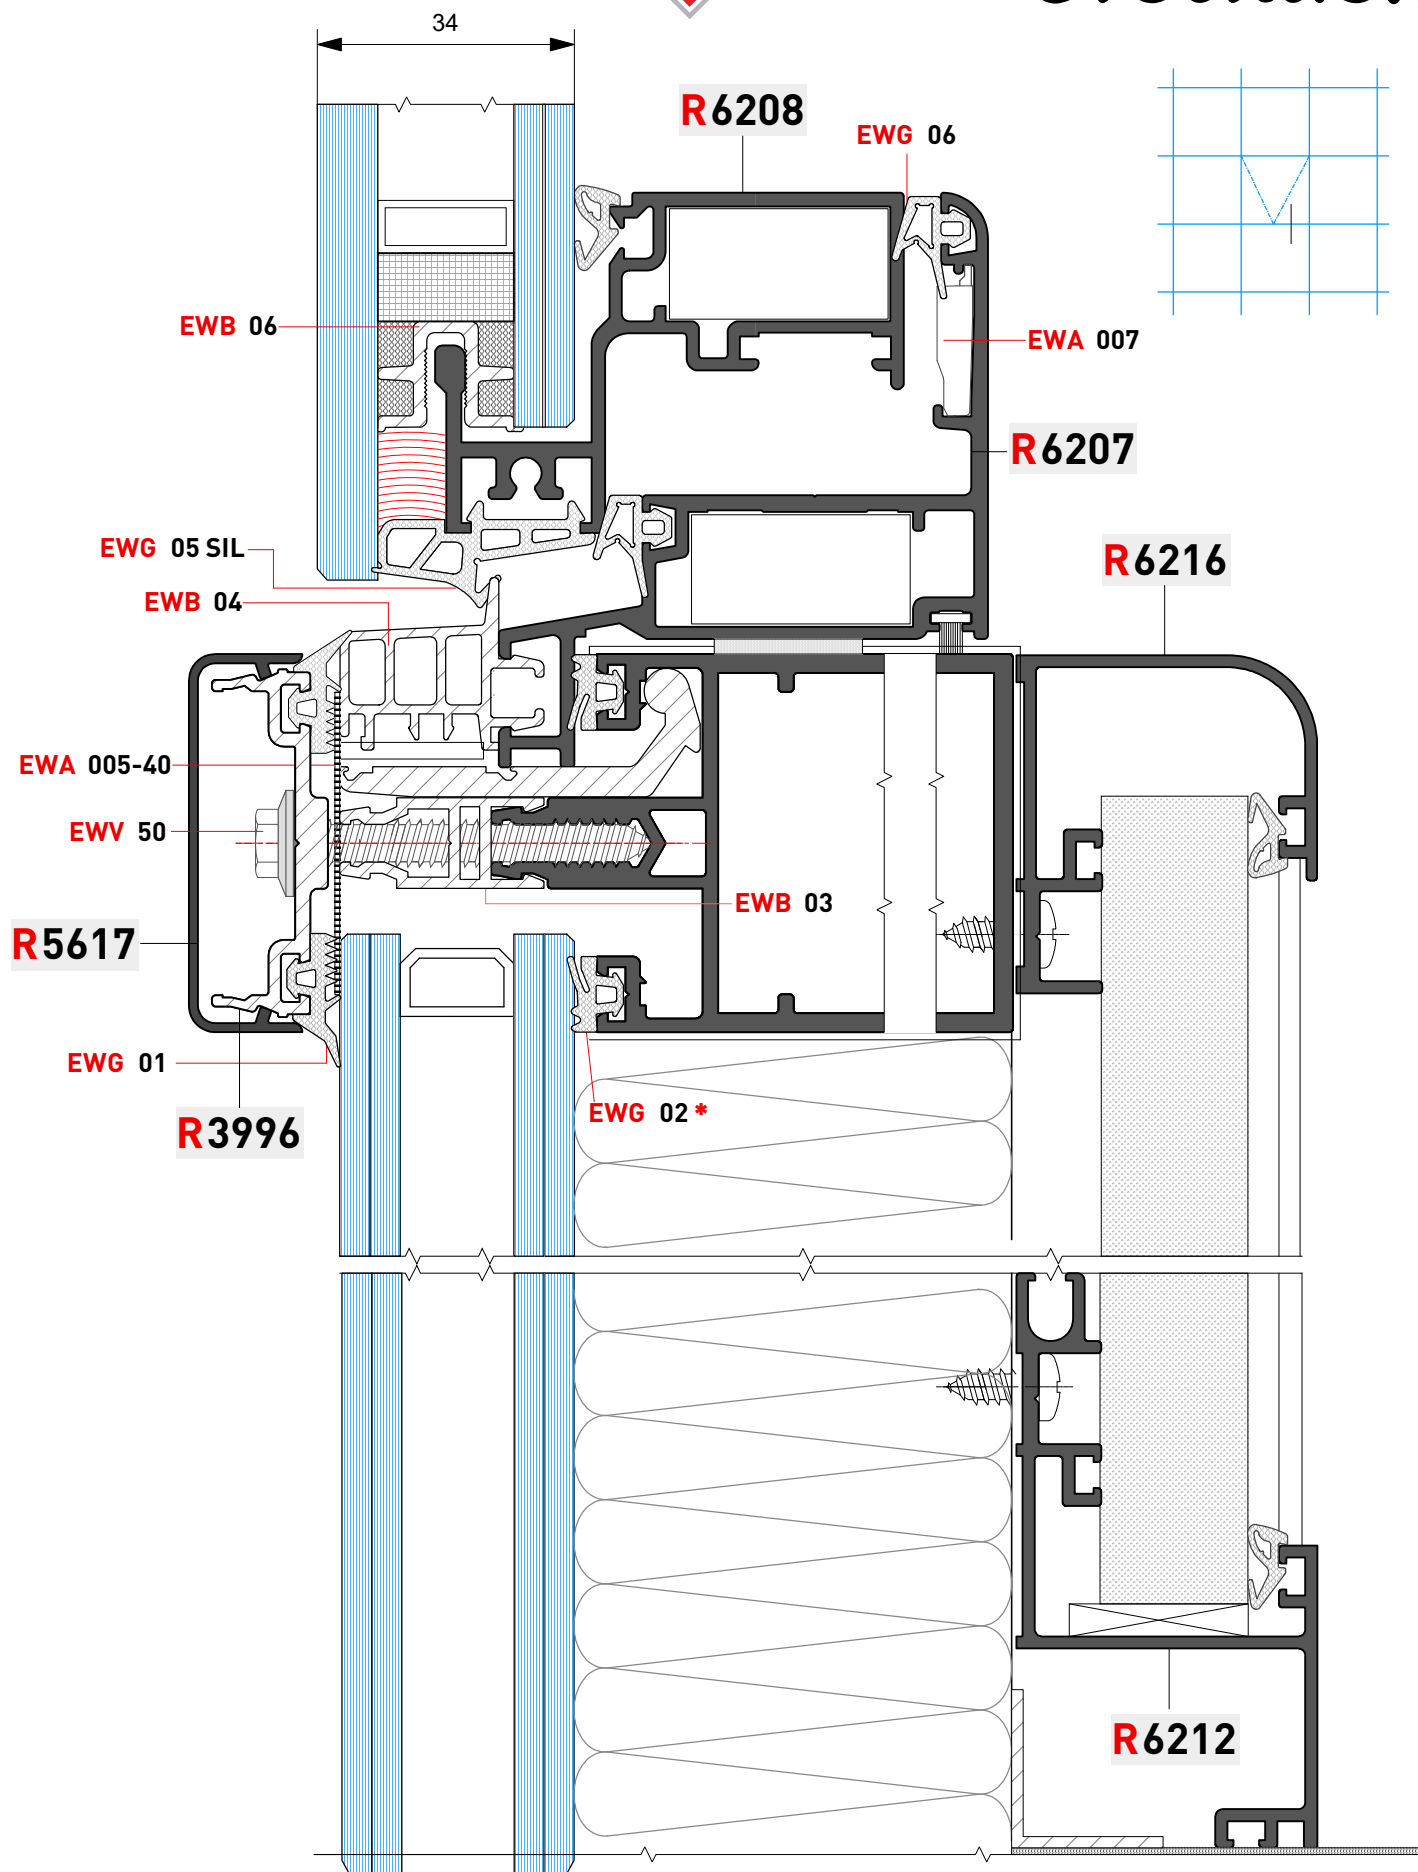 34
R6208
EWG 06
EWB 06
EWA 007
R6207
EWG 05 SIL
R6216
EWB 04
EWA 005-40
EWV 50
EWB 03
R5617
EWG 01
EWG 02 *
R3996
R6212